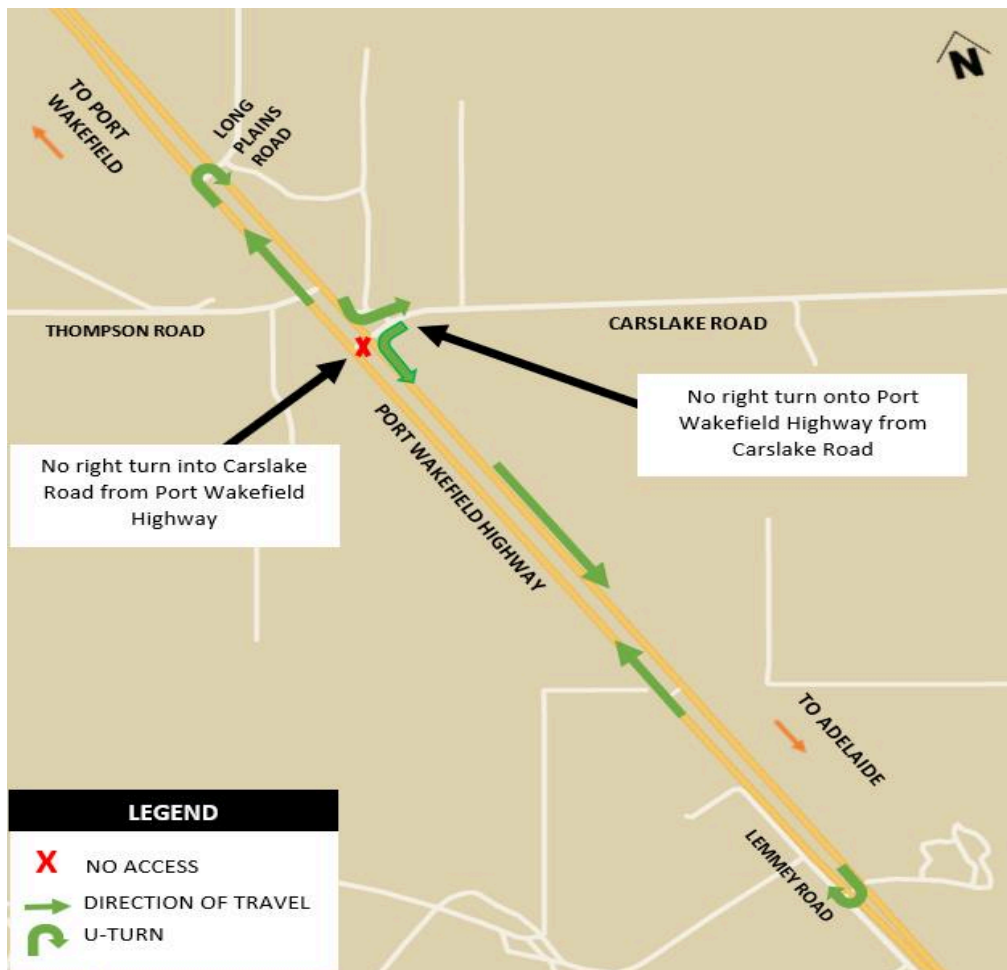 N
TO PORT
WAKEFIELD
LONG
PLAINS
ROAD
THOMPSON ROAD
CARSLAKE ROAD
No right turn onto Port
Wakefield Highway from
Carslake Road
X
No right turn into Carslake
Road from Port Wakefield
Highway
PORT WAKEFIELD HIGHWAY
TO ADELAIDE
LEMMEY ROAD
LEGEND
X NO ACCESS
DIRECTION OF TRAVEL
U-TURN